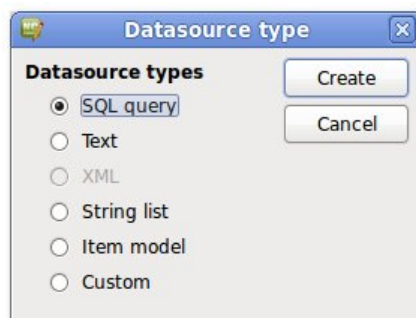 Datasource type
Datasource types
SQL query
Text
XML
String list
Item model
Custom
Create
Cancel